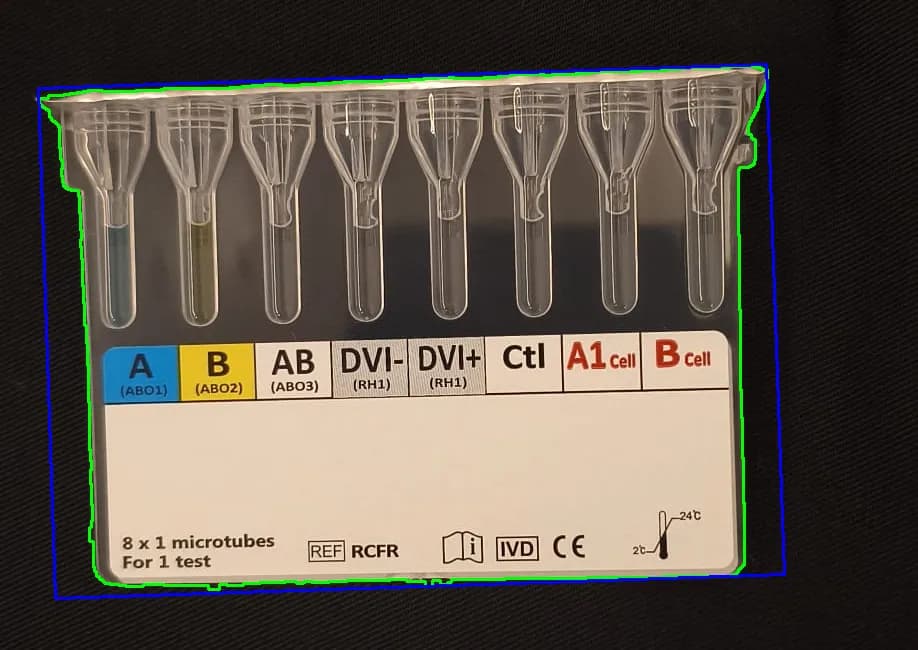 A B AB DVI- DVI+ Ctl A1 Cell B Cell
(ABO1) (ABO2) (ABO3) (RH1) (RH1)
8 x 1 microtubes
For 1 test
REF RCFR
i IVD CE
24°C
2°C